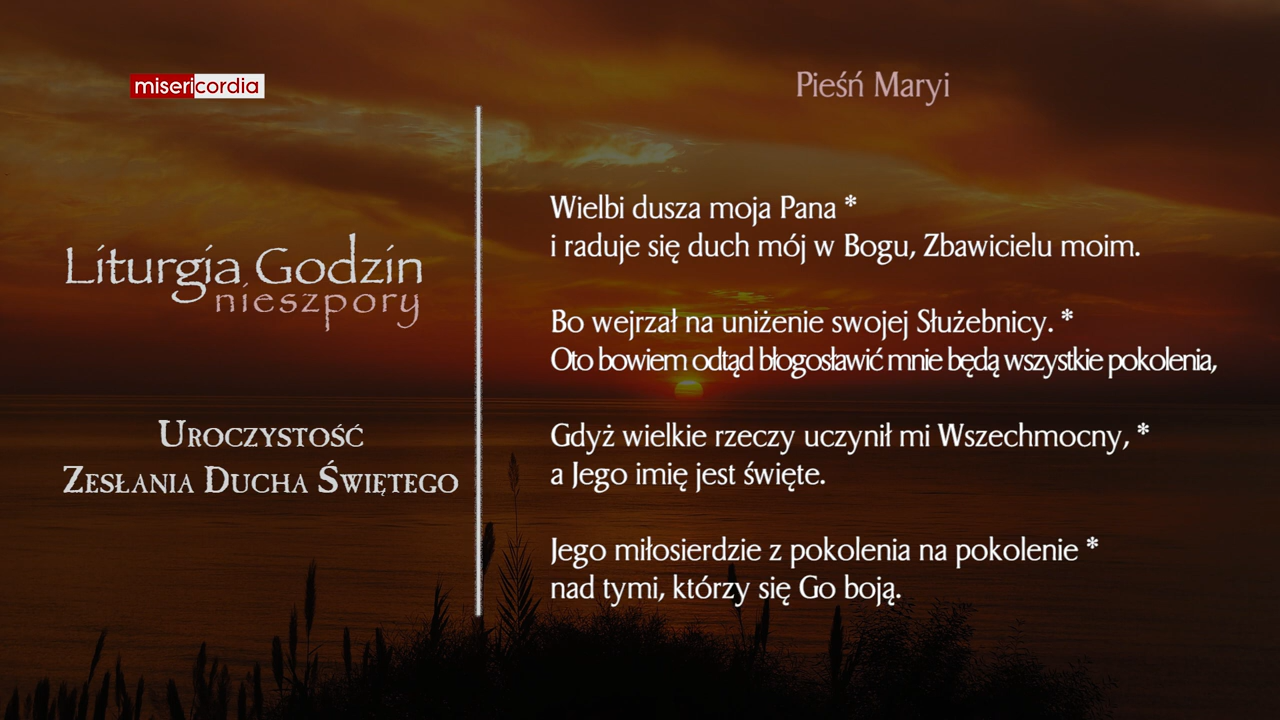 misericordia
Pieśń Maryi
Liturgia Godzin
nieszpory
Uroczystość
Zesłania Ducha Świętego
Wielbi dusza moja Pana *
i raduje się duch mój w Bogu, Zbawicielu moim.
Bo wejrzał na uniżenie swojej Służebnicy. *
Oto bowiem odtąd błogosławić mnie będą wszystkie pokolenia,
Gdyż wielkie rzeczy uczynił mi Wszechmocny, *
a Jego imię jest święte.
Jego miłosierdzie z pokolenia na pokolenie *
nad tymi, którzy się Go boją.